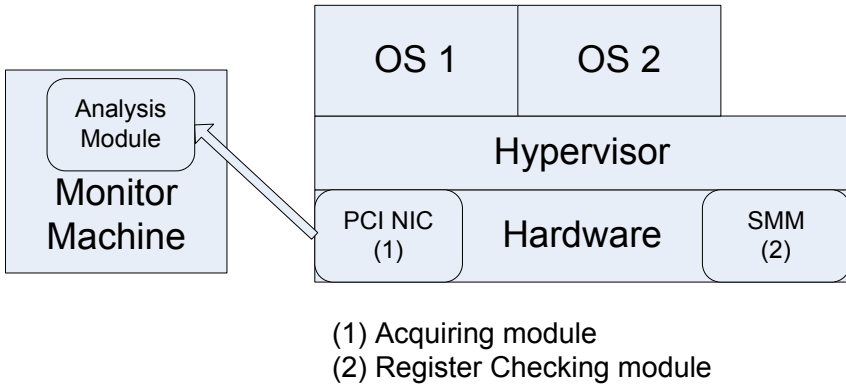 Analysis
Module
Monitor
Machine
OS 1
OS 2
Hypervisor
PCI NIC
(1)
Hardware
SMM
(2)
(1) Acquiring module
(2) Register Checking module